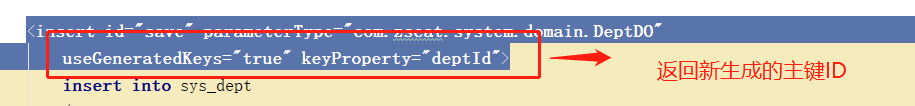 <insert id="save" parameterType="com.zscat.system.domain.DeptDO"
useGeneratedKeys="true" keyProperty="deptId">
返回新生成的主键ID
insert into sys_dept